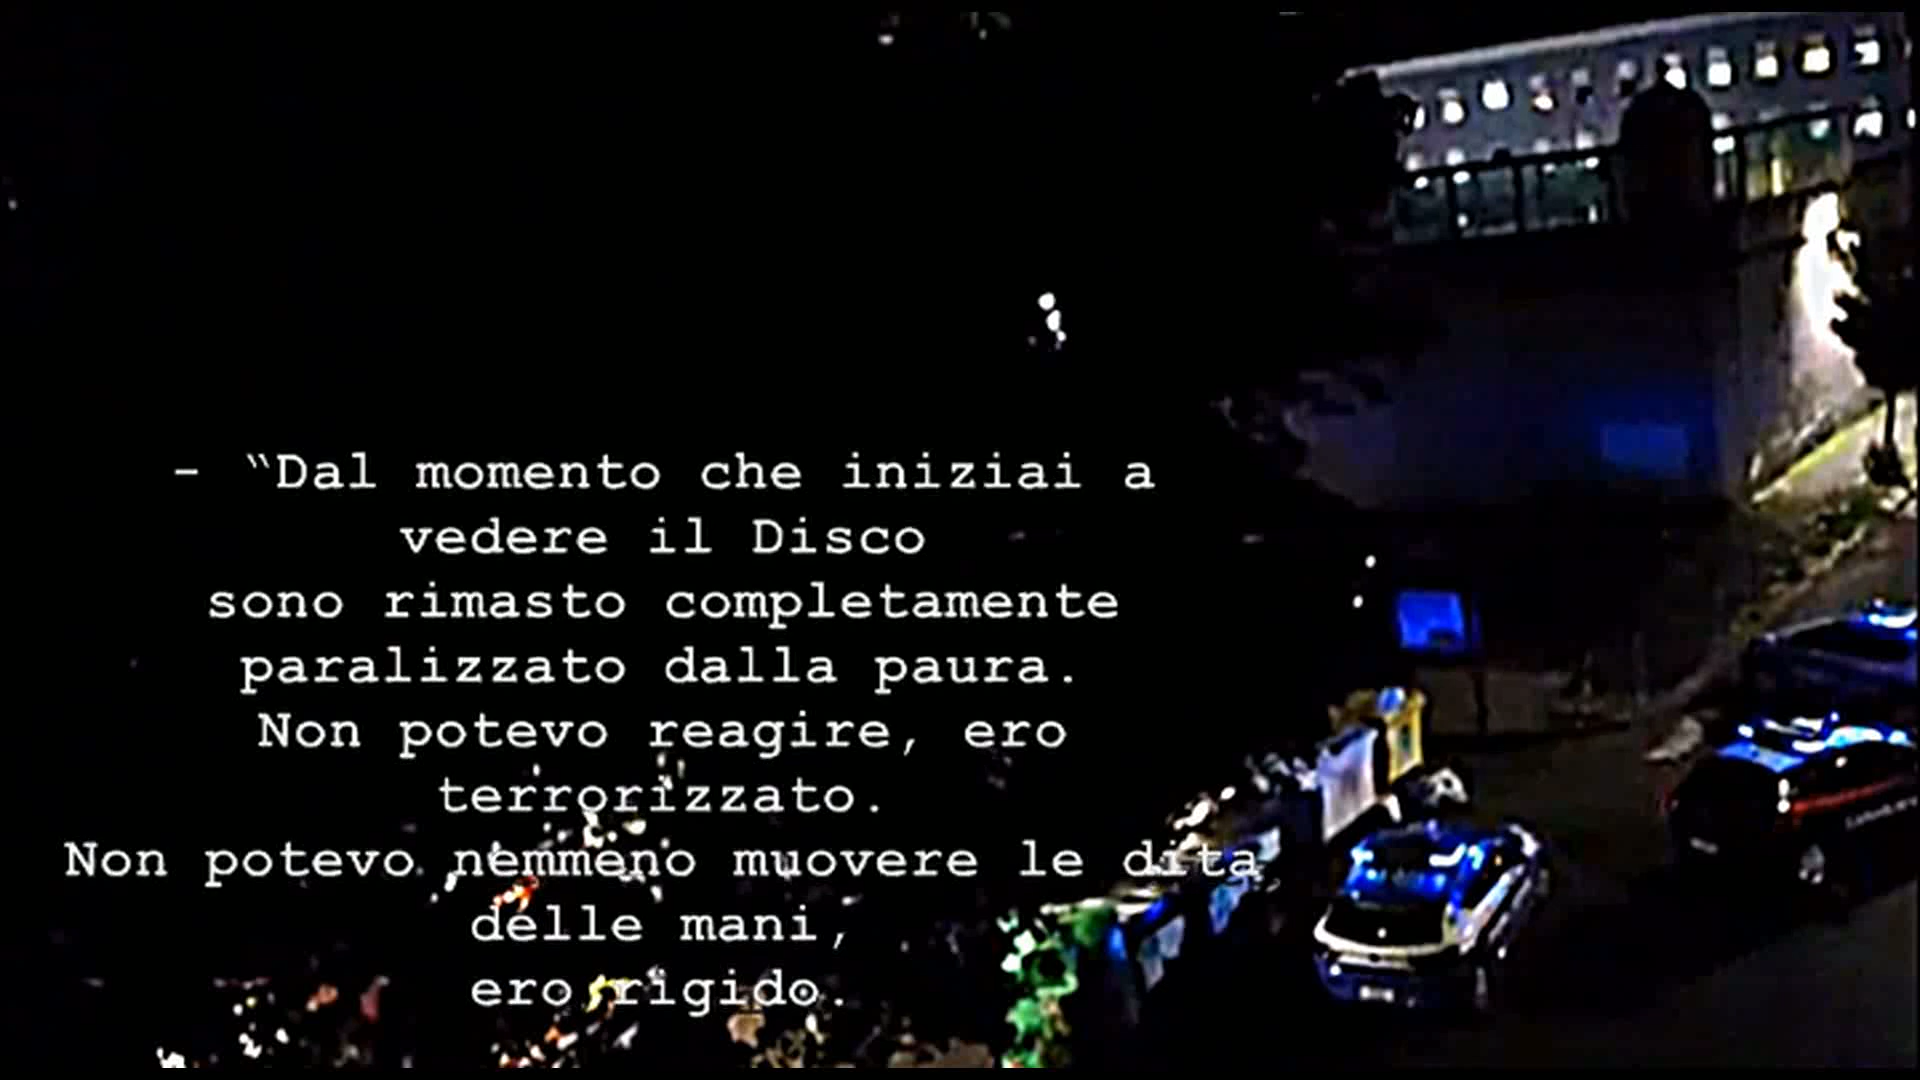 - “Dal momento che iniziai a
vedere il Disco
sono rimasto completamente
paralizzato dalla paura.
Non potevo reagire, ero
terrorizzato.
Non potevo nemmeno muovere le dita
delle mani,
ero rigido.